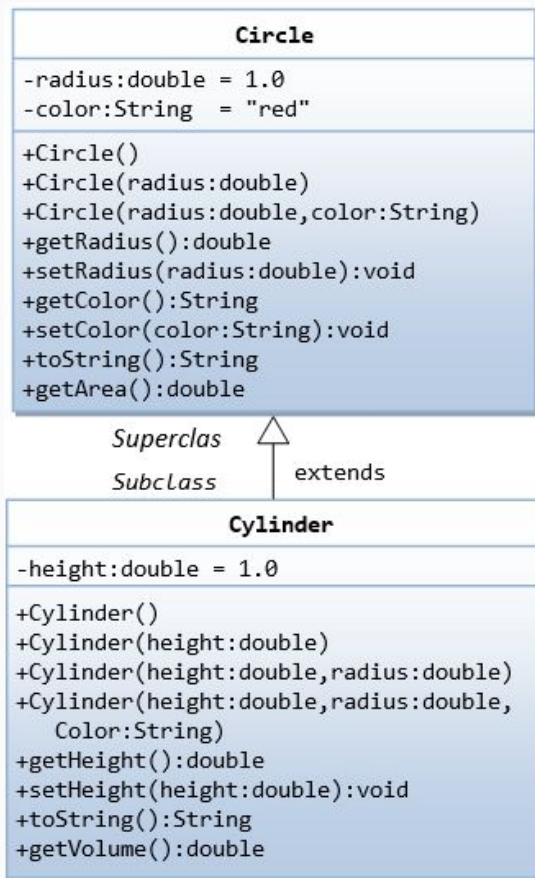 Circle
-radius:double = 1.0
-color:String  = "red"
+Circle()
+Circle(radius:double)
+Circle(radius:double,color:String)
+getRadius():double
+setRadius(radius:double):void
+getColor():String
+setColor(color:String):void
+toString():String
+getArea():double
Superclas
Subclass
extends
Cylinder
-height:double = 1.0
+Cylinder()
+Cylinder(height:double)
+Cylinder(height:double,radius:double)
+Cylinder(height:double,radius:double,
Color:String)
+getHeight():double
+setHeight(height:double):void
+toString():String
+getVolume():double